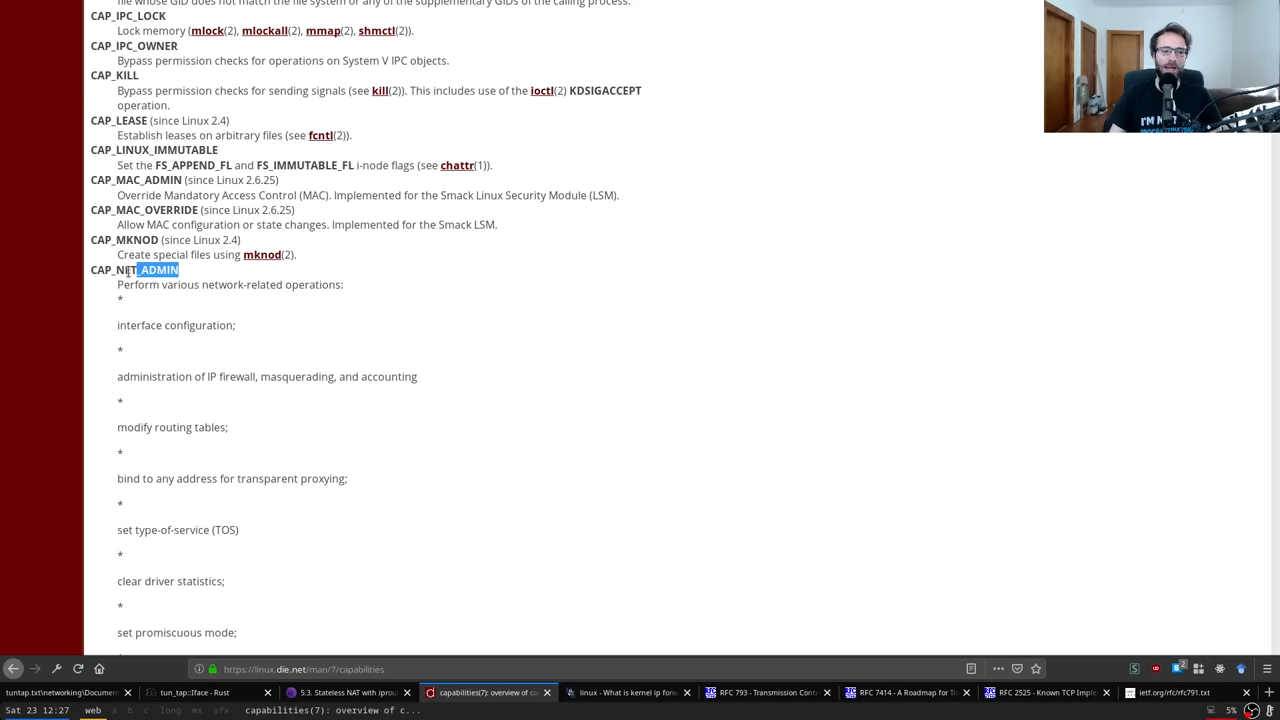 file whose GID does not match the file system or any of the supplementary GIDs of the calling process.
CAP_IPC_LOCK
Lock memory (mlock(2), mlockall(2), mmap(2), shmctl(2)).
CAP_IPC_OWNER
Bypass permission checks for operations on System V IPC objects.
CAP_KILL
Bypass permission checks for sending signals (see kill(2)). This includes use of the ioctl(2) KDSIGACCEPT
operation.
CAP_LEASE (since Linux 2.4)
Establish leases on arbitrary files (see fcntl(2)).
CAP_LINUX_IMMUTABLE
Set the FS_APPEND_FL and FS_IMMUTABLE_FL i-node flags (see chattr(1)).
CAP_MAC_ADMIN (since Linux 2.6.25)
Override Mandatory Access Control (MAC). Implemented for the Smack Linux Security Module (LSM).
CAP_MAC_OVERRIDE (since Linux 2.6.25)
Allow MAC configuration or state changes. Implemented for the Smack LSM.
CAP_MKNOD (since Linux 2.4)
Create special files using mknod(2).
CAP_NET_ADMIN
Perform various network-related operations:
*
interface configuration;
*
administration of IP firewall, masquerading, and accounting
*
modify routing tables;
*
bind to any address for transparent proxying;
*
set type-of-service (TOS)
*
clear driver statistics;
*
set promiscuous mode;
I'M N
https://linux.die.net/man/7/capabilities
2
tuntap.txt\networking\Documen
tun_tap::Iface - Rust
5.3. Stateless NAT with iprou
capabilities(7): overview of c
linux - What is kernel ip forw
RFC 793 - Transmission Cont
RFC 7414 - A Roadmap for Tr
RFC 2525 - Known TCP Imple
ietf.org/rfc/rfc791.txt
Sat 23 12:27 web a b c long mx sfx capabilities(7): overview of c... 5%